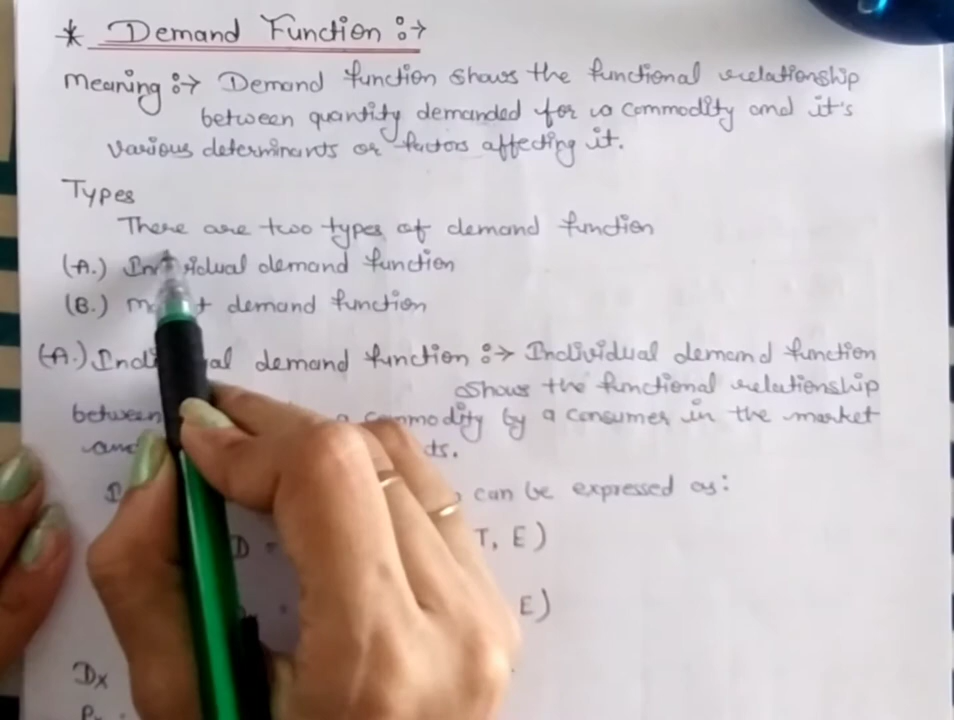 * Demand Function :→
Meaning :→ Demand function shows the functional relationship
between quantity demanded for a commodity and it's
various determinants or factors affecting it.
Types
There are two types of demand function
(A.) Individual demand function
(B.) demand function
(A.) demand function :→ Individual demand function
shows the functional relationship
between commodity by a consumer in the market
can be expressed as:
D = T, E)
E)
Dx